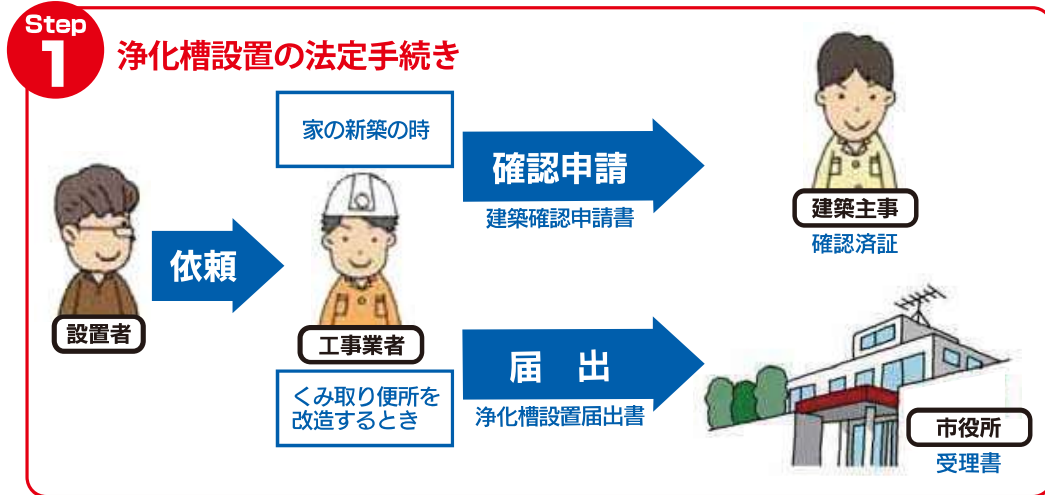 Step
1
浄化槽設置の法定手続き
家の新築の時
確認申請
建築確認申請書
建築主事
確認済証
依頼
設置者
工事業者
届 出
浄化槽設置届出書
くみ取り便所を
改造するとき
市役所
受理書